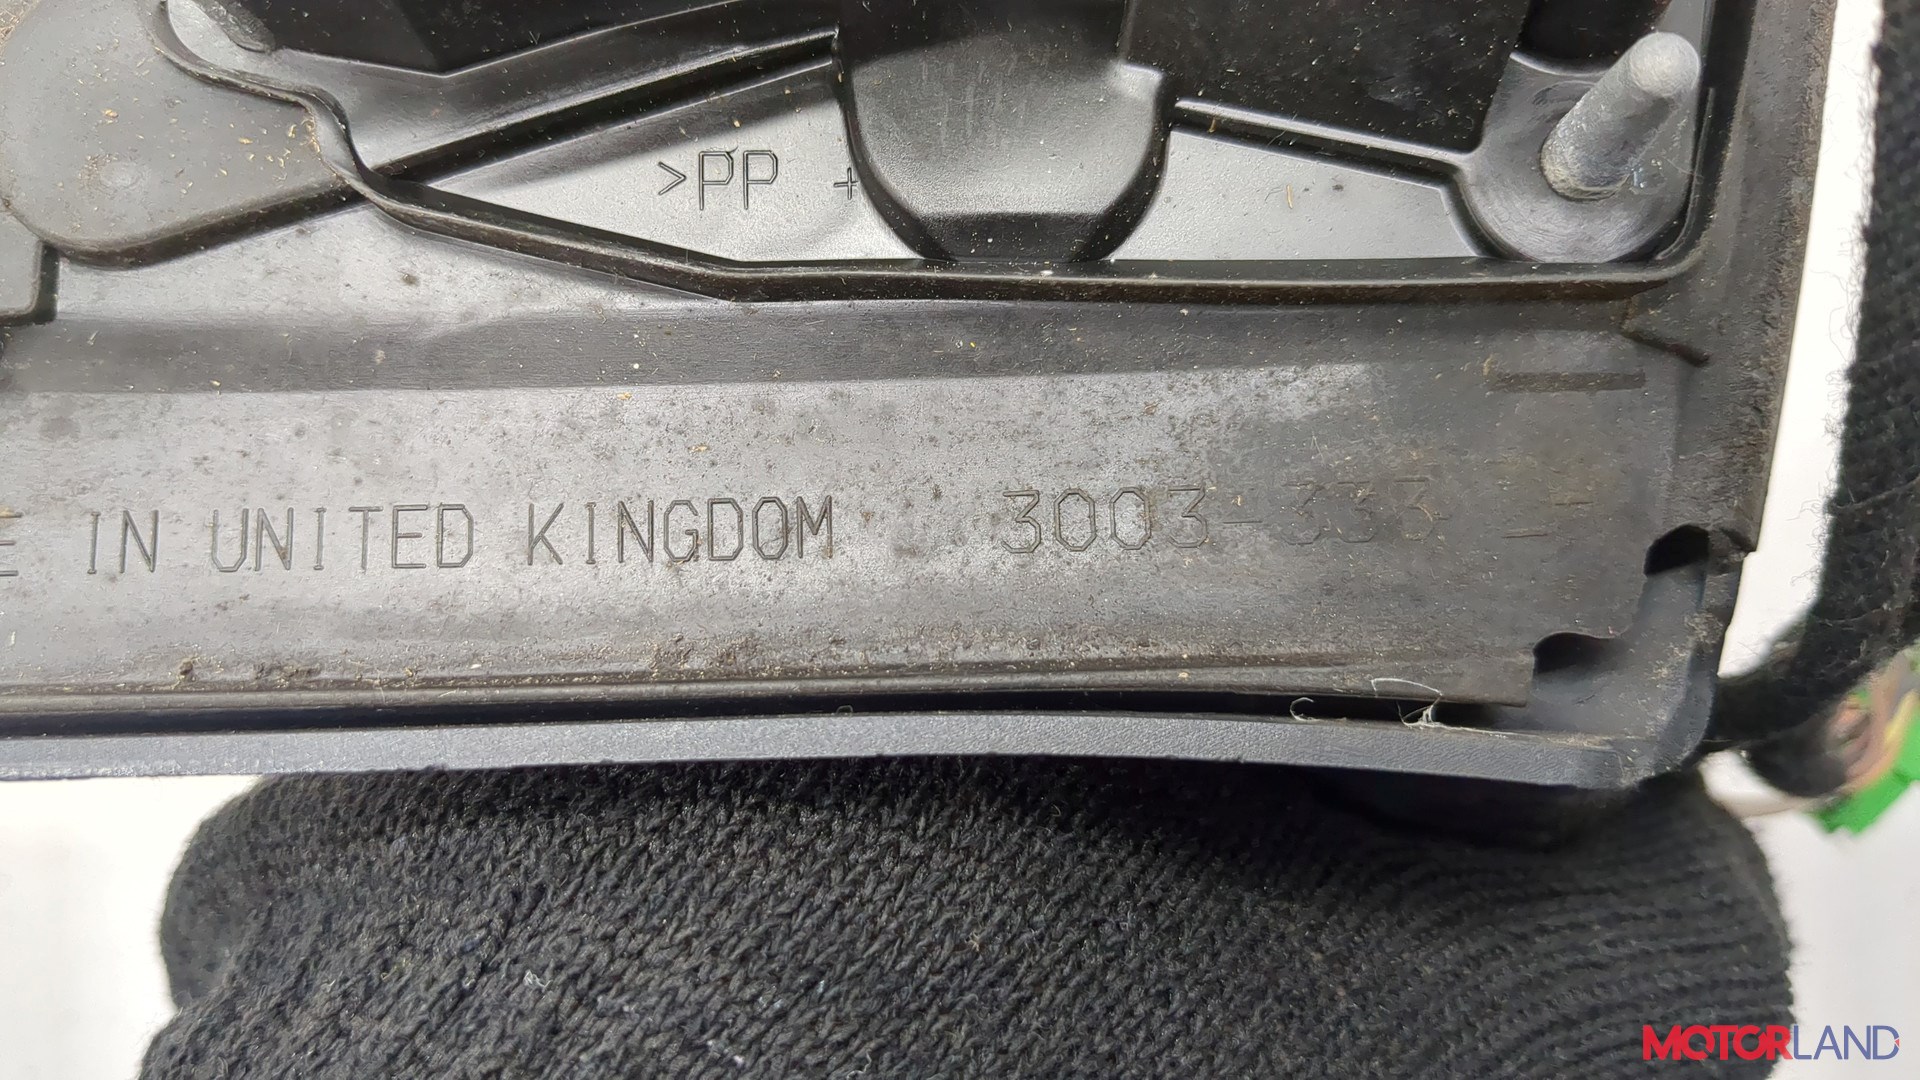 >PP +
E IN UNITED KINGDOM 3003-333
MOTORLAND